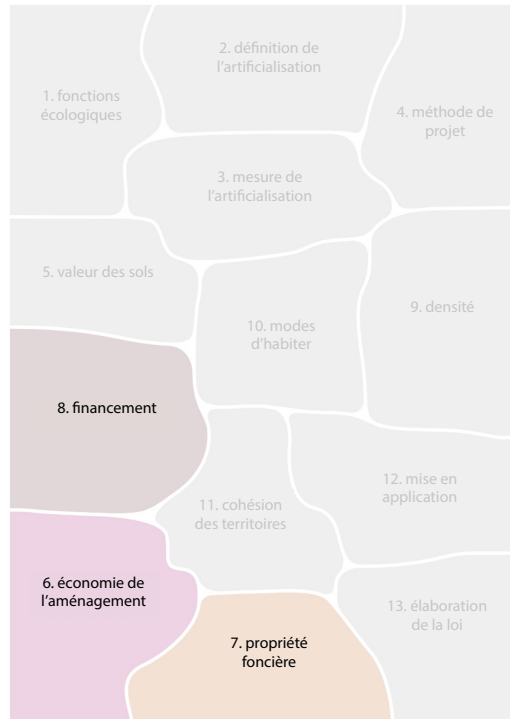 2. définition de
l'artificialisation
1. fonctions
écologiques
4. méthode de
projet
3. mesure de
l'artificialisation
5. valeur des sols
9. densité
10. modes
d'habiter
8. financement
12. mise en
application
11. cohésion
des territoires
6. économie de
l'aménagement
13. élaboration
de la loi
7. propriété
foncière